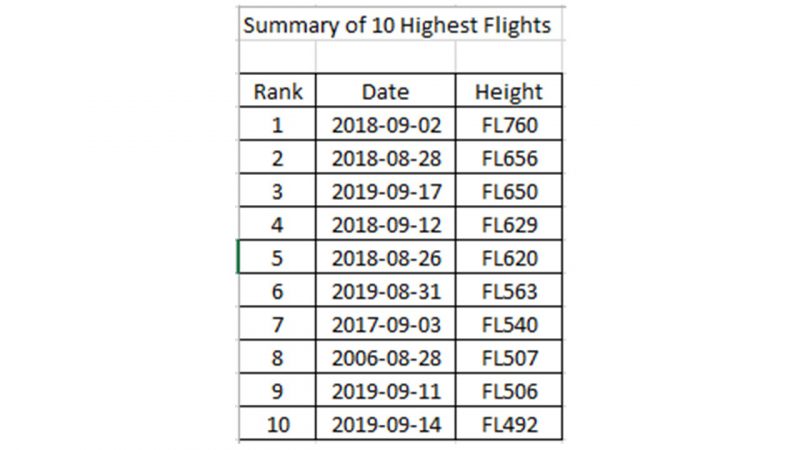 Summary of 10 Highest Flights
Rank Date Height
1 2018-09-02 FL760
2 2018-08-28 FL656
3 2019-09-17 FL650
4 2018-09-12 FL629
5 2018-08-26 FL620
6 2019-08-31 FL563
7 2017-09-03 FL540
8 2006-08-28 FL507
9 2019-09-11 FL506
10 2019-09-14 FL492